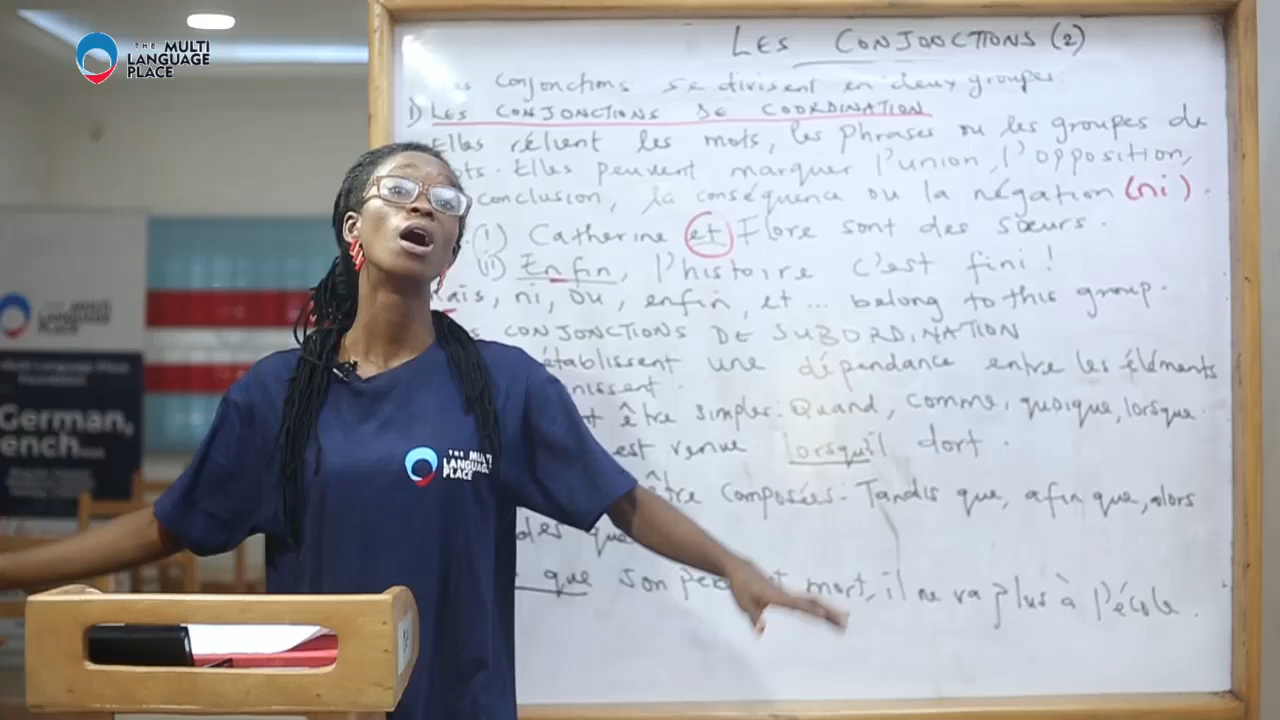 THE MULTI
LANGUAGE
PLACE
LES CONJONCTIONS (2)
conjonctions se divisent en deux groupes.
1) LES CONJONCTIONS DE COORDINATION
Elles rélient les mots, les phrases ou les groupes de
Elles peuvent marquer l'union, l'opposition,
conclusion, la conséquence ou la négation (ni).
(i) Catherine et Flore sont des sœurs.
(ii) Enfin, l'histoire c'est fini !
ni, ou, enfin, et ... belong to this group.
CONJONCTIONS DE SUBORDINATION
établissent une dépendance entre les éléments
être simples. Quand, comme, quoique, lorsque.
est venue lorsqu'il dort.
composées - Tandis que, afin que, alors
que son mort, il ne va plus à l'école.
THE MULTI
LANGUAGE
PLACE
German,